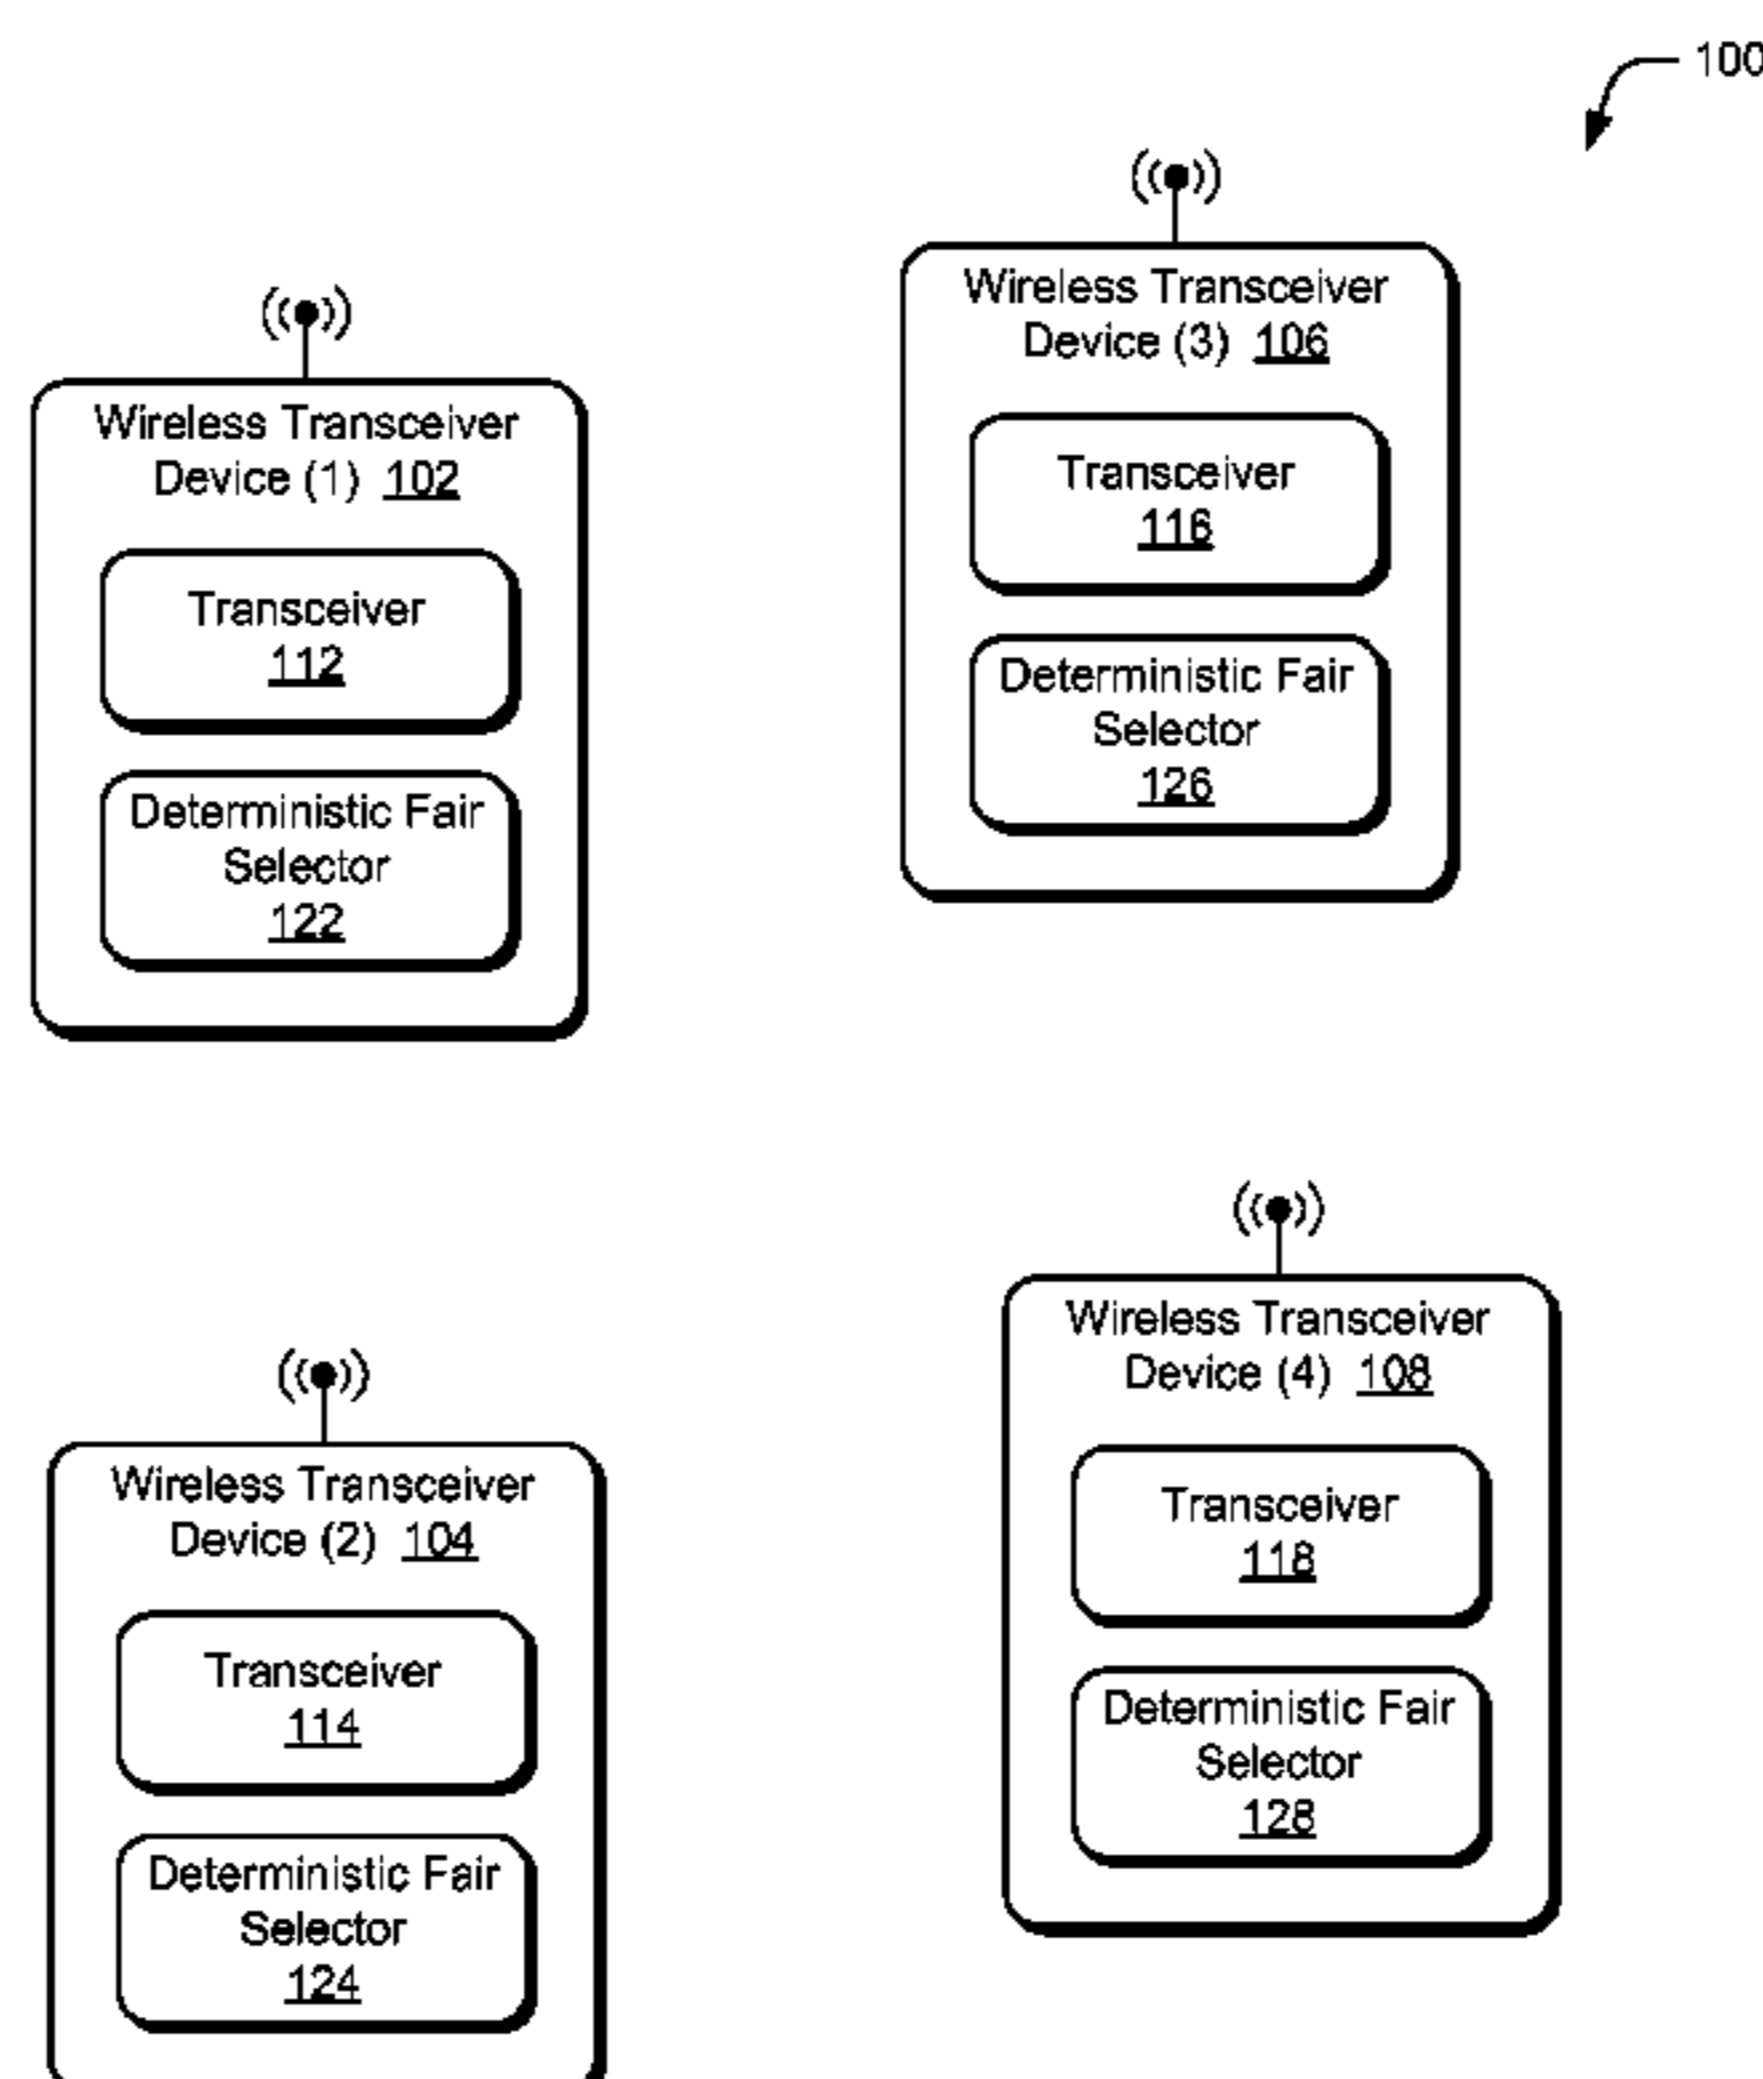 100
Wireless Transceiver
Device (3) 106
Transceiver
116
Deterministic Fair
Selector
126
Wireless Transceiver
Device (1) 102
Transceiver
112
Deterministic Fair
Selector
122
Wireless Transceiver
Device (4) 108
Transceiver
118
Deterministic Fair
Selector
128
Wireless Transceiver
Device (2) 104
Transceiver
114
Deterministic Fair
Selector
124